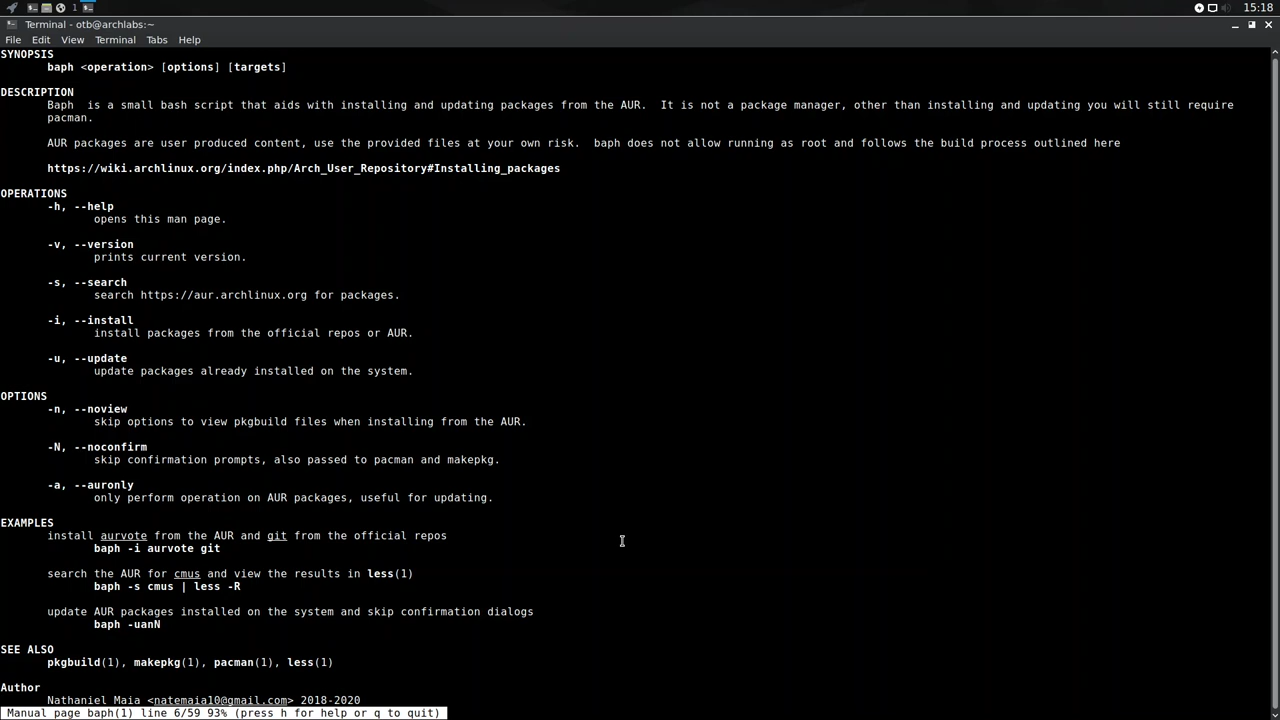 1
15:18
Terminal - otb@archlabs:~
File Edit View Terminal Tabs Help
SYNOPSIS
baph <operation> [options] [targets]
DESCRIPTION
Baph  is a small bash script that aids with installing and updating packages from the AUR.  It is not a package manager, other than installing and updating you will still require
pacman.
AUR packages are user produced content, use the provided files at your own risk.  baph does not allow running as root and follows the build process outlined here
https://wiki.archlinux.org/index.php/Arch_User_Repository#Installing_packages
OPERATIONS
-h, --help
opens this man page.
-v, --version
prints current version.
-s, --search
search https://aur.archlinux.org for packages.
-i, --install
install packages from the official repos or AUR.
-u, --update
update packages already installed on the system.
OPTIONS
-n, --noview
skip options to view pkgbuild files when installing from the AUR.
-N, --noconfirm
skip confirmation prompts, also passed to pacman and makepkg.
-a, --auronly
only perform operation on AUR packages, useful for updating.
EXAMPLES
install aurvote from the AUR and git from the official repos
baph -i aurvote git
search the AUR for cmus and view the results in less(1)
baph -s cmus | less -R
update AUR packages installed on the system and skip confirmation dialogs
baph -uanN
SEE ALSO
pkgbuild(1), makepkg(1), pacman(1), less(1)
Author
Nathaniel Maia <natemaia10@gmail.com> 2018-2020
Manual page baph(1) line 6/59 93% (press h for help or q to quit)